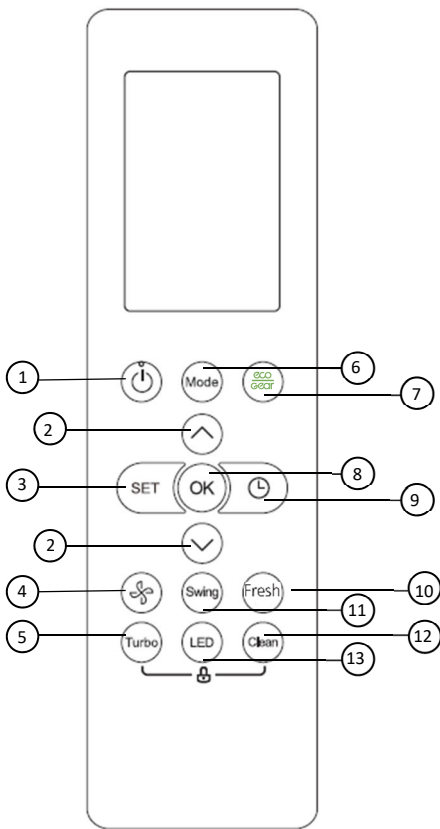 1
Mode
eco
Gear
6
7
2
3
SET
OK
8
9
2
4
Swing
Fresh
10
11
5
Turbo
LED
Clean
12
13